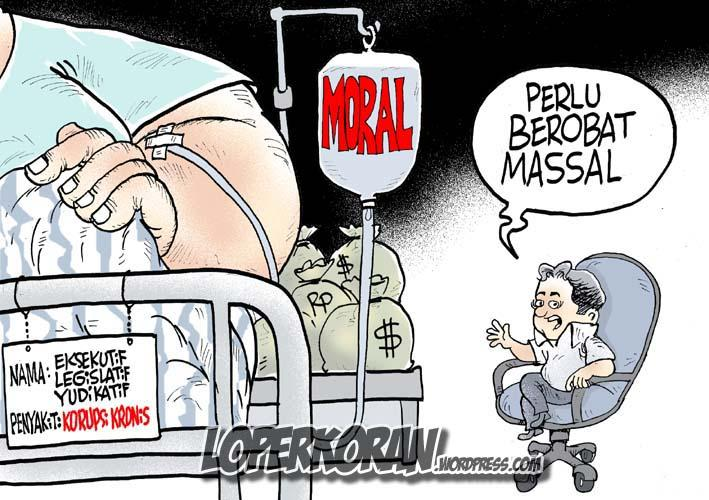 MORAL
PERLU
BEROBAT
MASSAL
RP
$
$
NAMA: EKSEKUTiF
LEGiSLATiF
YUDiKATiF
PENYAKiT: KORUPSi KRONiS
LOPERKORAN.WORDPRESS.COM